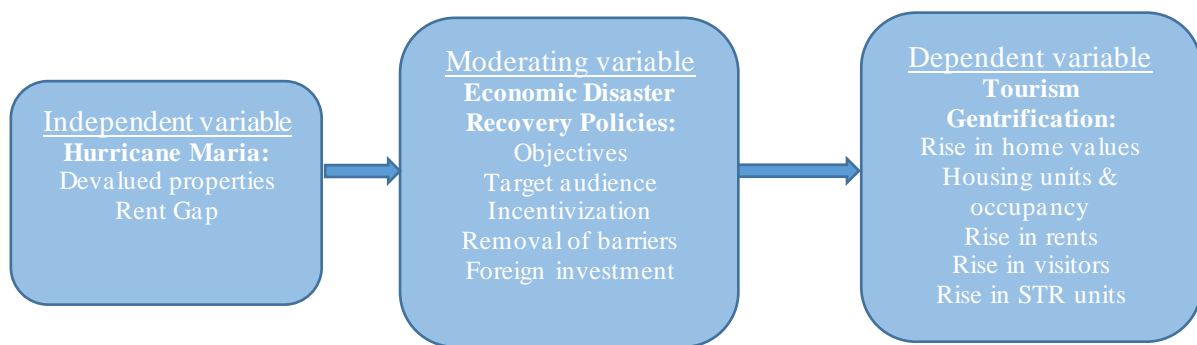 Independent variable
Hurricane Maria:
Devalued properties
Rent Gap
Moderating variable
Economic Disaster
Recovery Policies:
Objectives
Target audience
Incentivization
Removal of barriers
Foreign investment
Dependent variable
Tourism
Gentrification:
Rise in home values
Housing units &
occupancy
Rise in rents
Rise in visitors
Rise in STR units